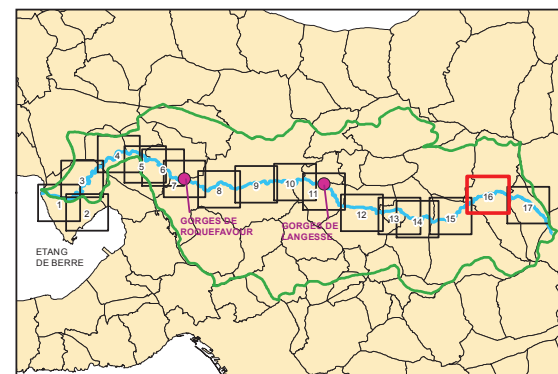 4
5
6
3
7
8
9
10
11
16
1
2
12
13
14
15
17
GORGES DE
ROQUEFAVOUR
GORGES DE
LANGESSE
ETANG
DE BERRE